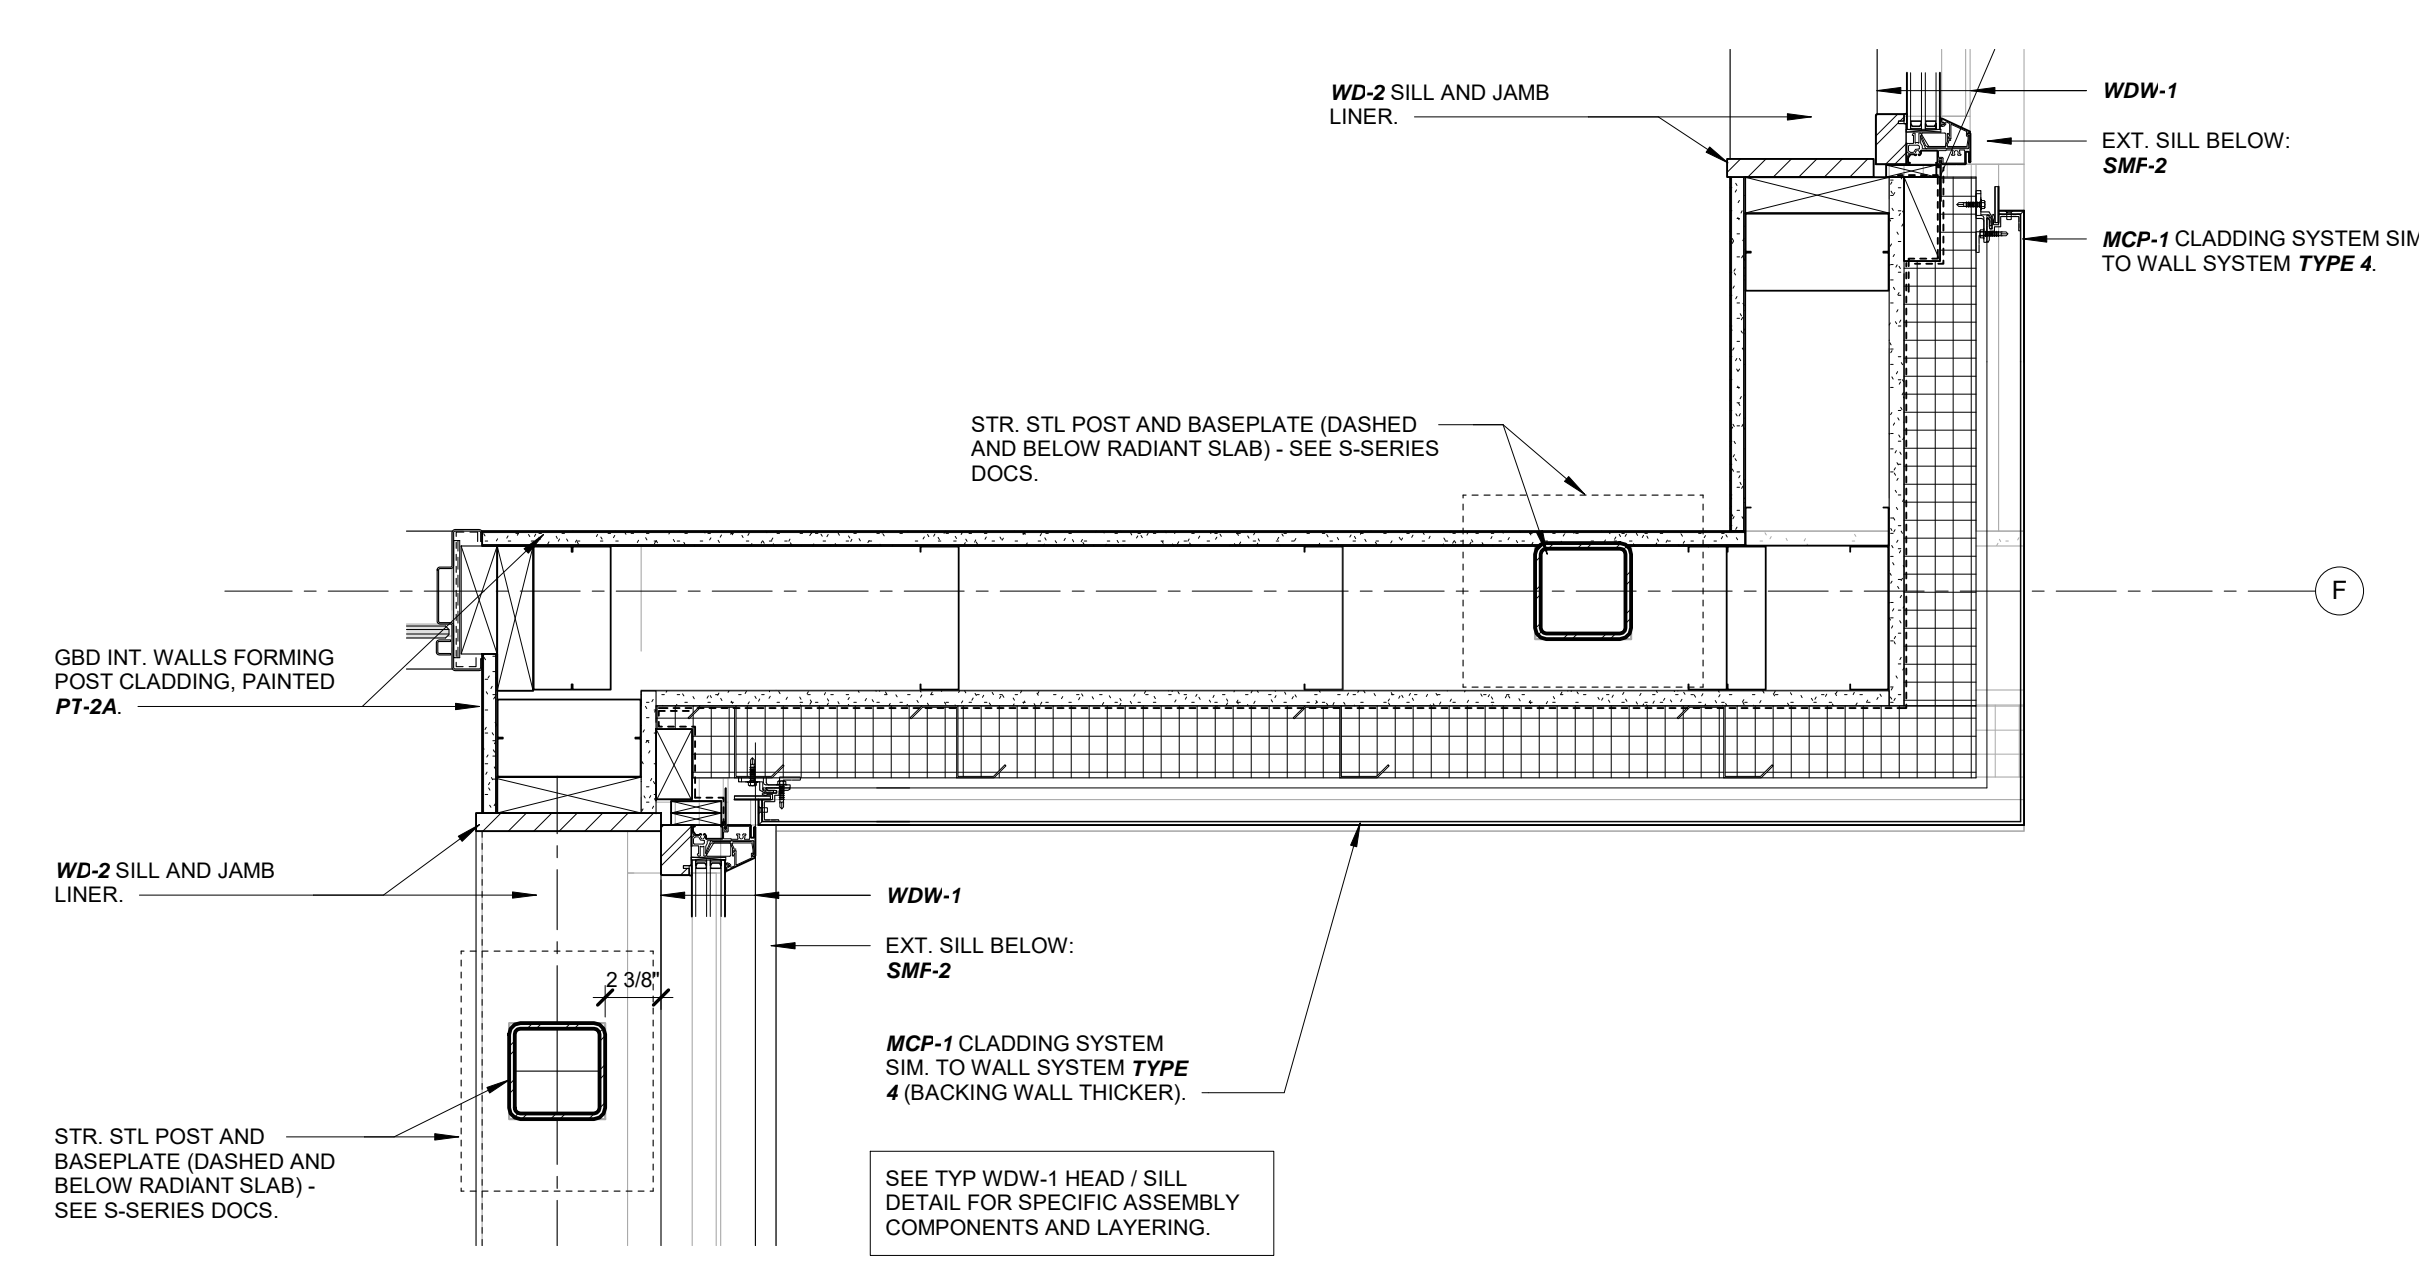 WD-2 SILL AND JAMB
LINER.
WDW-1
EXT. SILL BELOW:
SMF-2
MCP-1 CLADDING SYSTEM SIM
TO WALL SYSTEM TYPE 4.
STR. STL POST AND BASEPLATE (DASHED
AND BELOW RADIANT SLAB) - SEE S-SERIES
DOCS.
F
GBD INT. WALLS FORMING
POST CLADDING, PAINTED
PT-2A.
WD-2 SILL AND JAMB
LINER.
WDW-1
EXT. SILL BELOW:
SMF-2
2 3/8"
MCP-1 CLADDING SYSTEM
SIM. TO WALL SYSTEM TYPE
4 (BACKING WALL THICKER).
STR. STL POST AND
BASEPLATE (DASHED AND
BELOW RADIANT SLAB) -
SEE S-SERIES DOCS.
SEE TYP WDW-1 HEAD / SILL
DETAIL FOR SPECIFIC ASSEMBLY
COMPONENTS AND LAYERING.